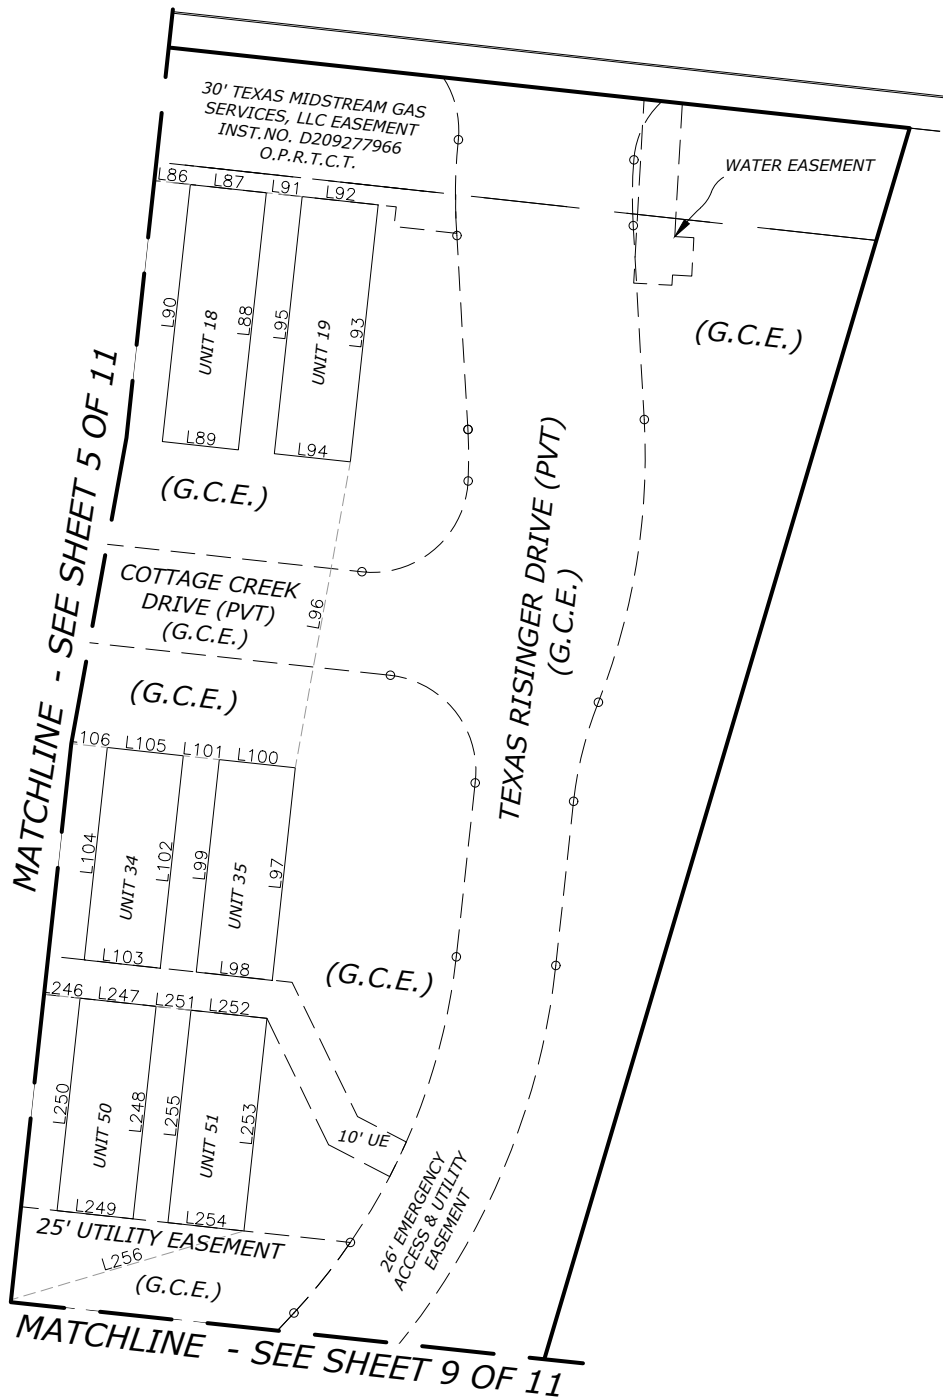 30' TEXAS MIDSTREAM GAS
SERVICES, LLC EASEMENT
INST.NO. D209277966
O.P.R.T.C.T.
WATER EASEMENT
L86
L87
L91
L92
L90
UNIT 18
L88
L95
UNIT 19
L93
(G.C.E.)
L89
L94
(G.C.E.)
MATCHLINE - SEE SHEET 5 OF 11
COTTAGE CREEK
DRIVE (PVT)
(G.C.E.)
L96
TEXAS RISINGER DRIVE (PVT)
(G.C.E.)
(G.C.E.)
L106
L105
L101
L100
L104
UNIT 34
L102
L99
UNIT 35
L97
L103
L98
(G.C.E.)
L246
L247
L251
L252
L250
UNIT 50
L248
L255
UNIT 51
L253
10' UE
L249
L254
25' UTILITY EASEMENT
L256
(G.C.E.)
26' EMERGENCY
ACCESS & UTILITY
EASEMENT
MATCHLINE - SEE SHEET 9 OF 11